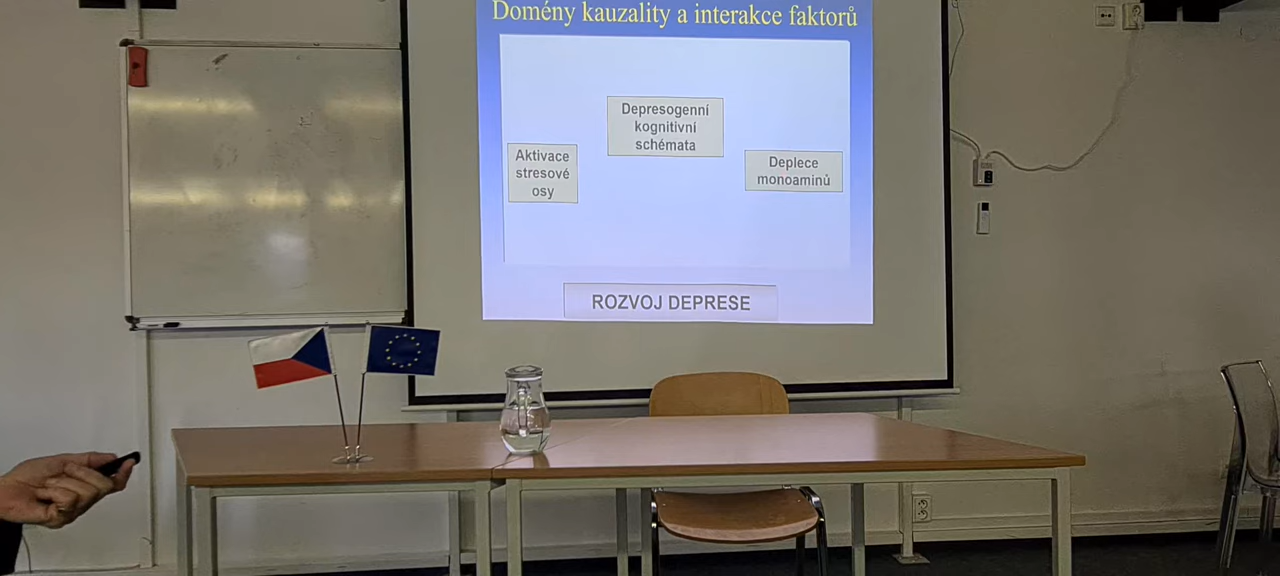 Domény kauzality a interakce faktorů
Depresogenní
kognitivní
schémata
Aktivace
stresové
osy
Deplece
monoaminů
ROZVOJ DEPRESE